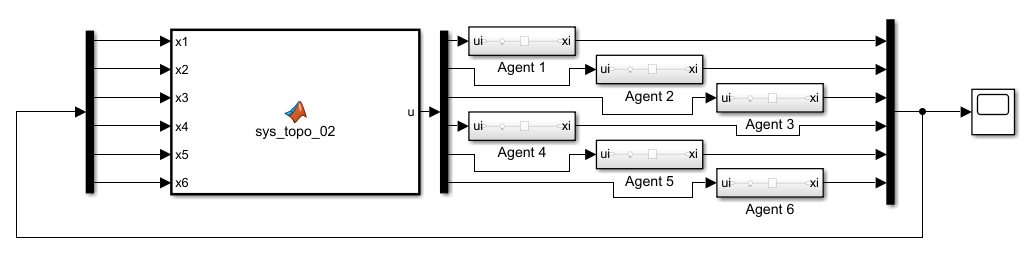 x1
x2
x3
x4
x5
x6
sys_topo_02
u
ui xi
Agent 1
ui xi
Agent 2
ui xi
Agent 3
ui xi
Agent 4
ui xi
Agent 5
ui xi
Agent 6